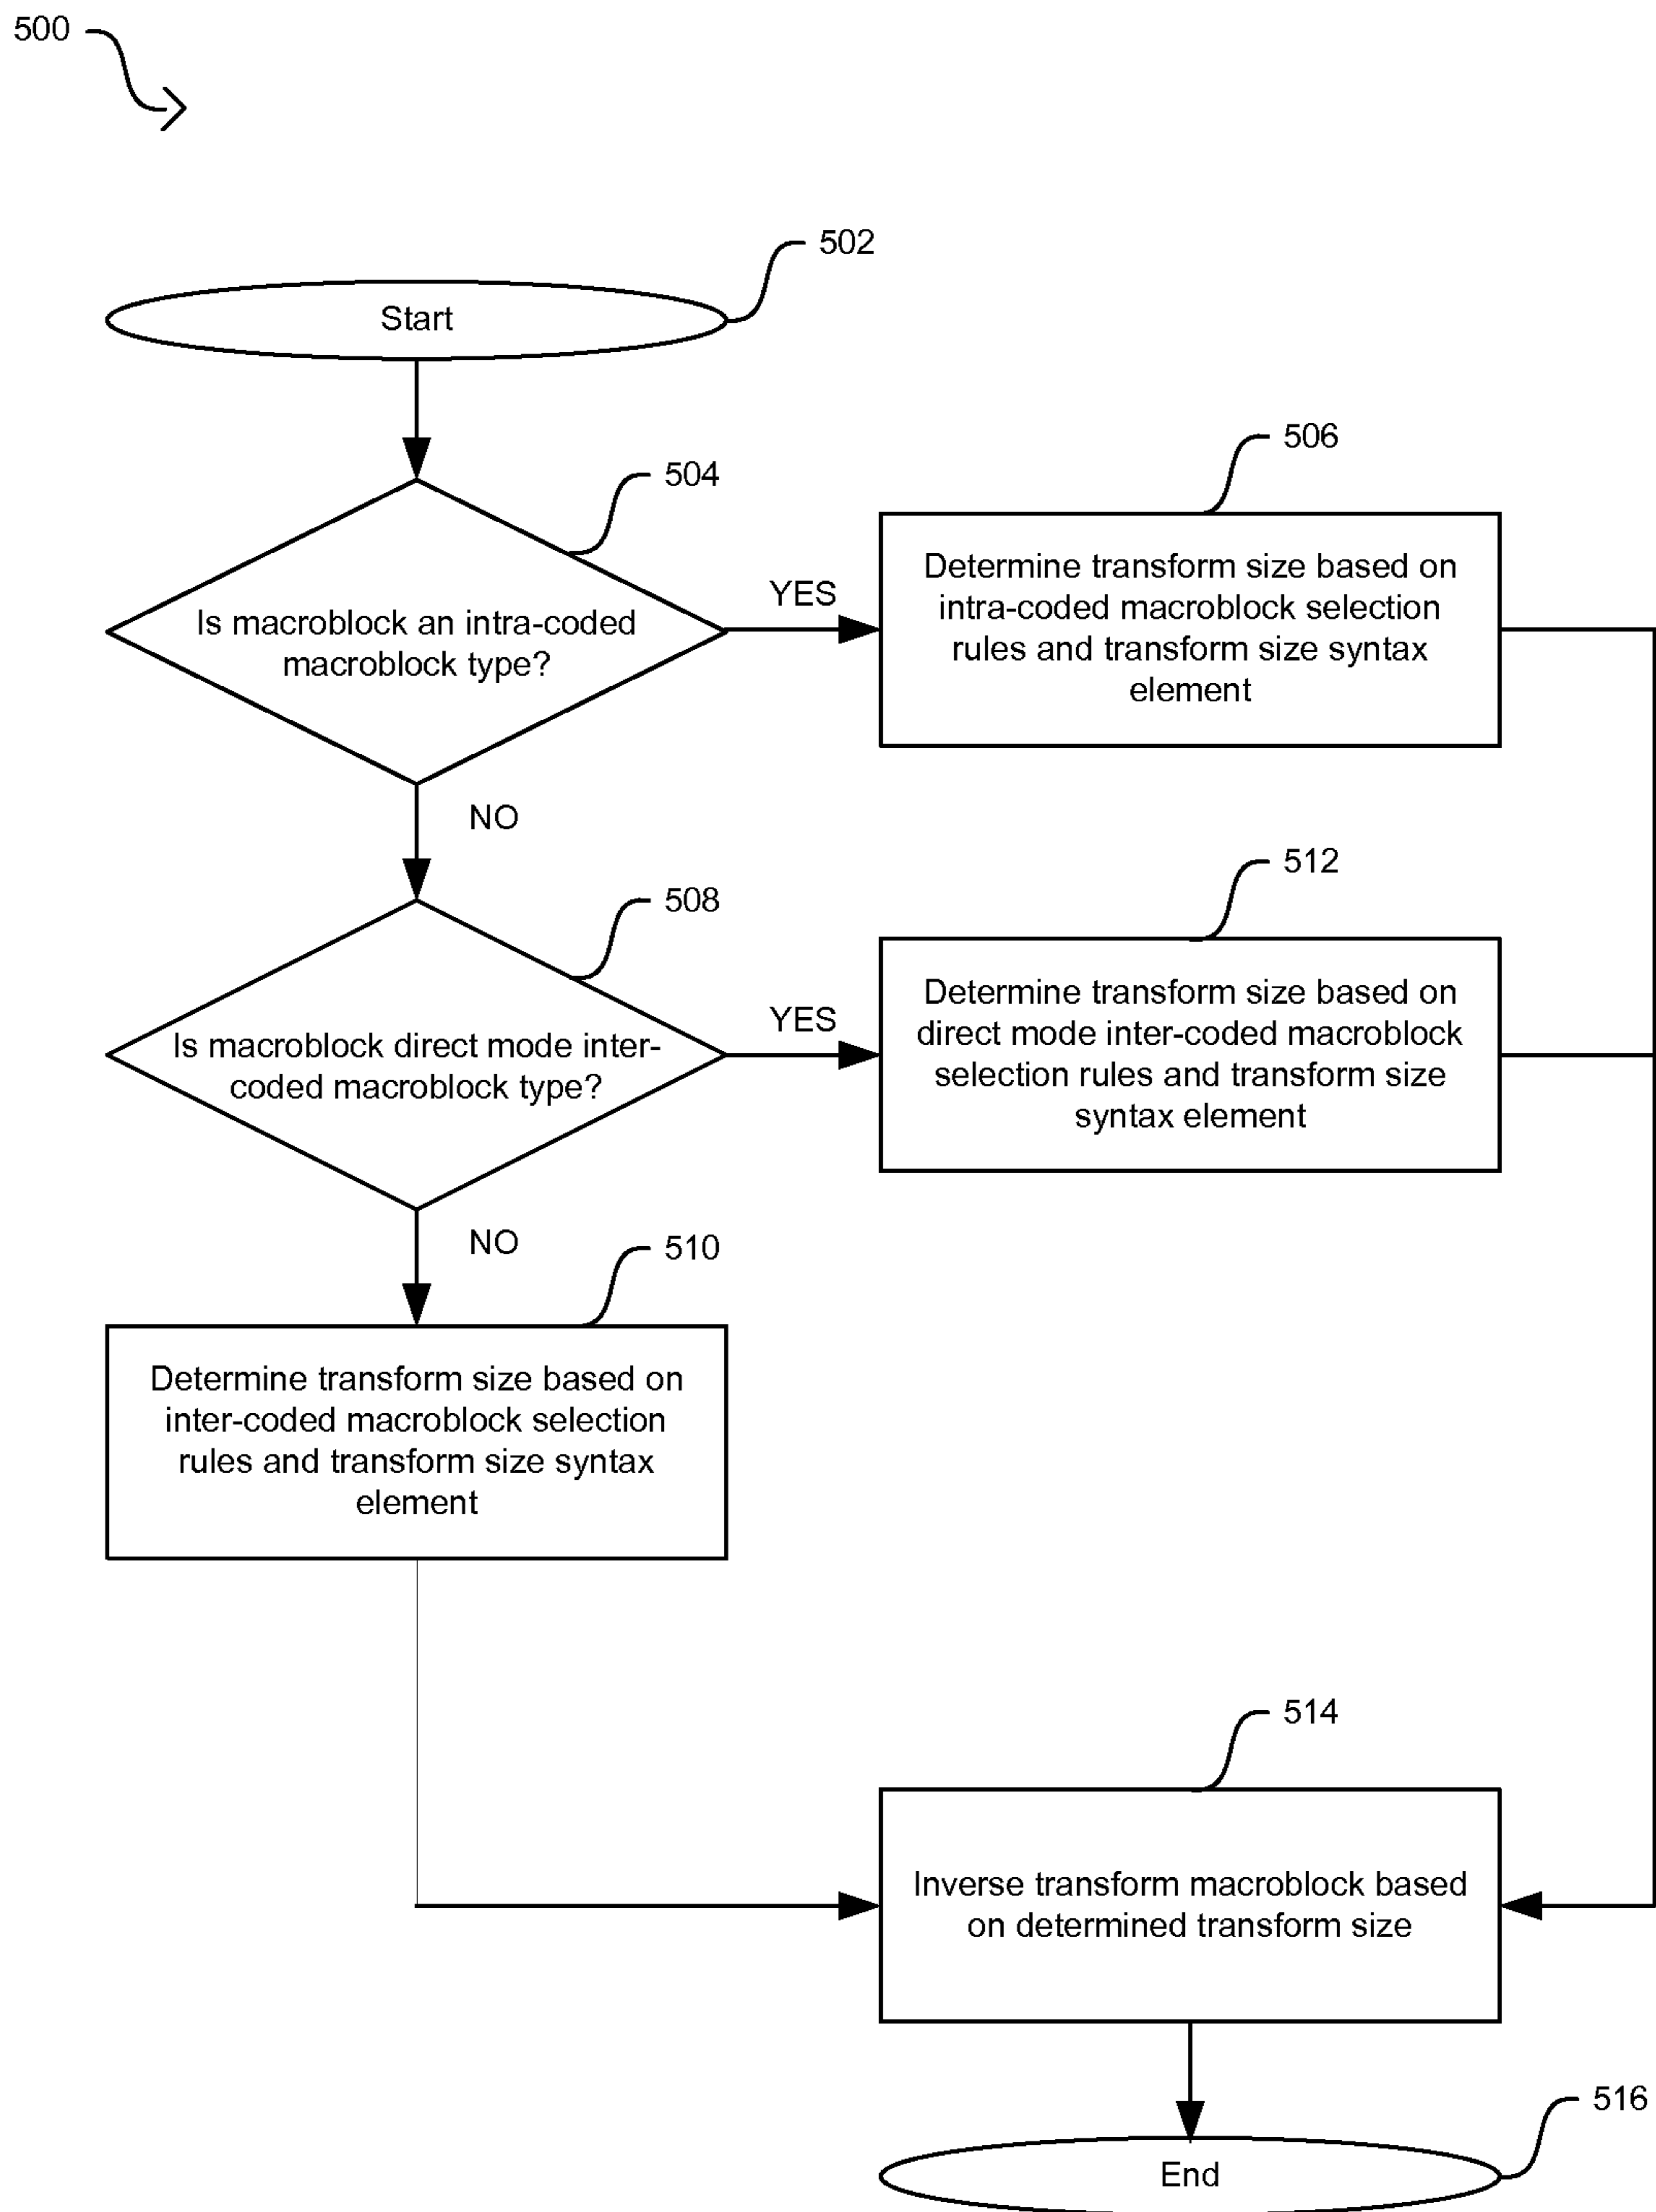 500
502
Start
504
506
Is macroblock an intra-coded
macroblock type?
YES
Determine transform size based on
intra-coded macroblock selection
rules and transform size syntax
element
NO
508
512
Is macroblock direct mode inter-
coded macroblock type?
YES
Determine transform size based on
direct mode inter-coded macroblock
selection rules and transform size
syntax element
NO
510
Determine transform size based on
inter-coded macroblock selection
rules and transform size syntax
element
514
Inverse transform macroblock based
on determined transform size
516
End